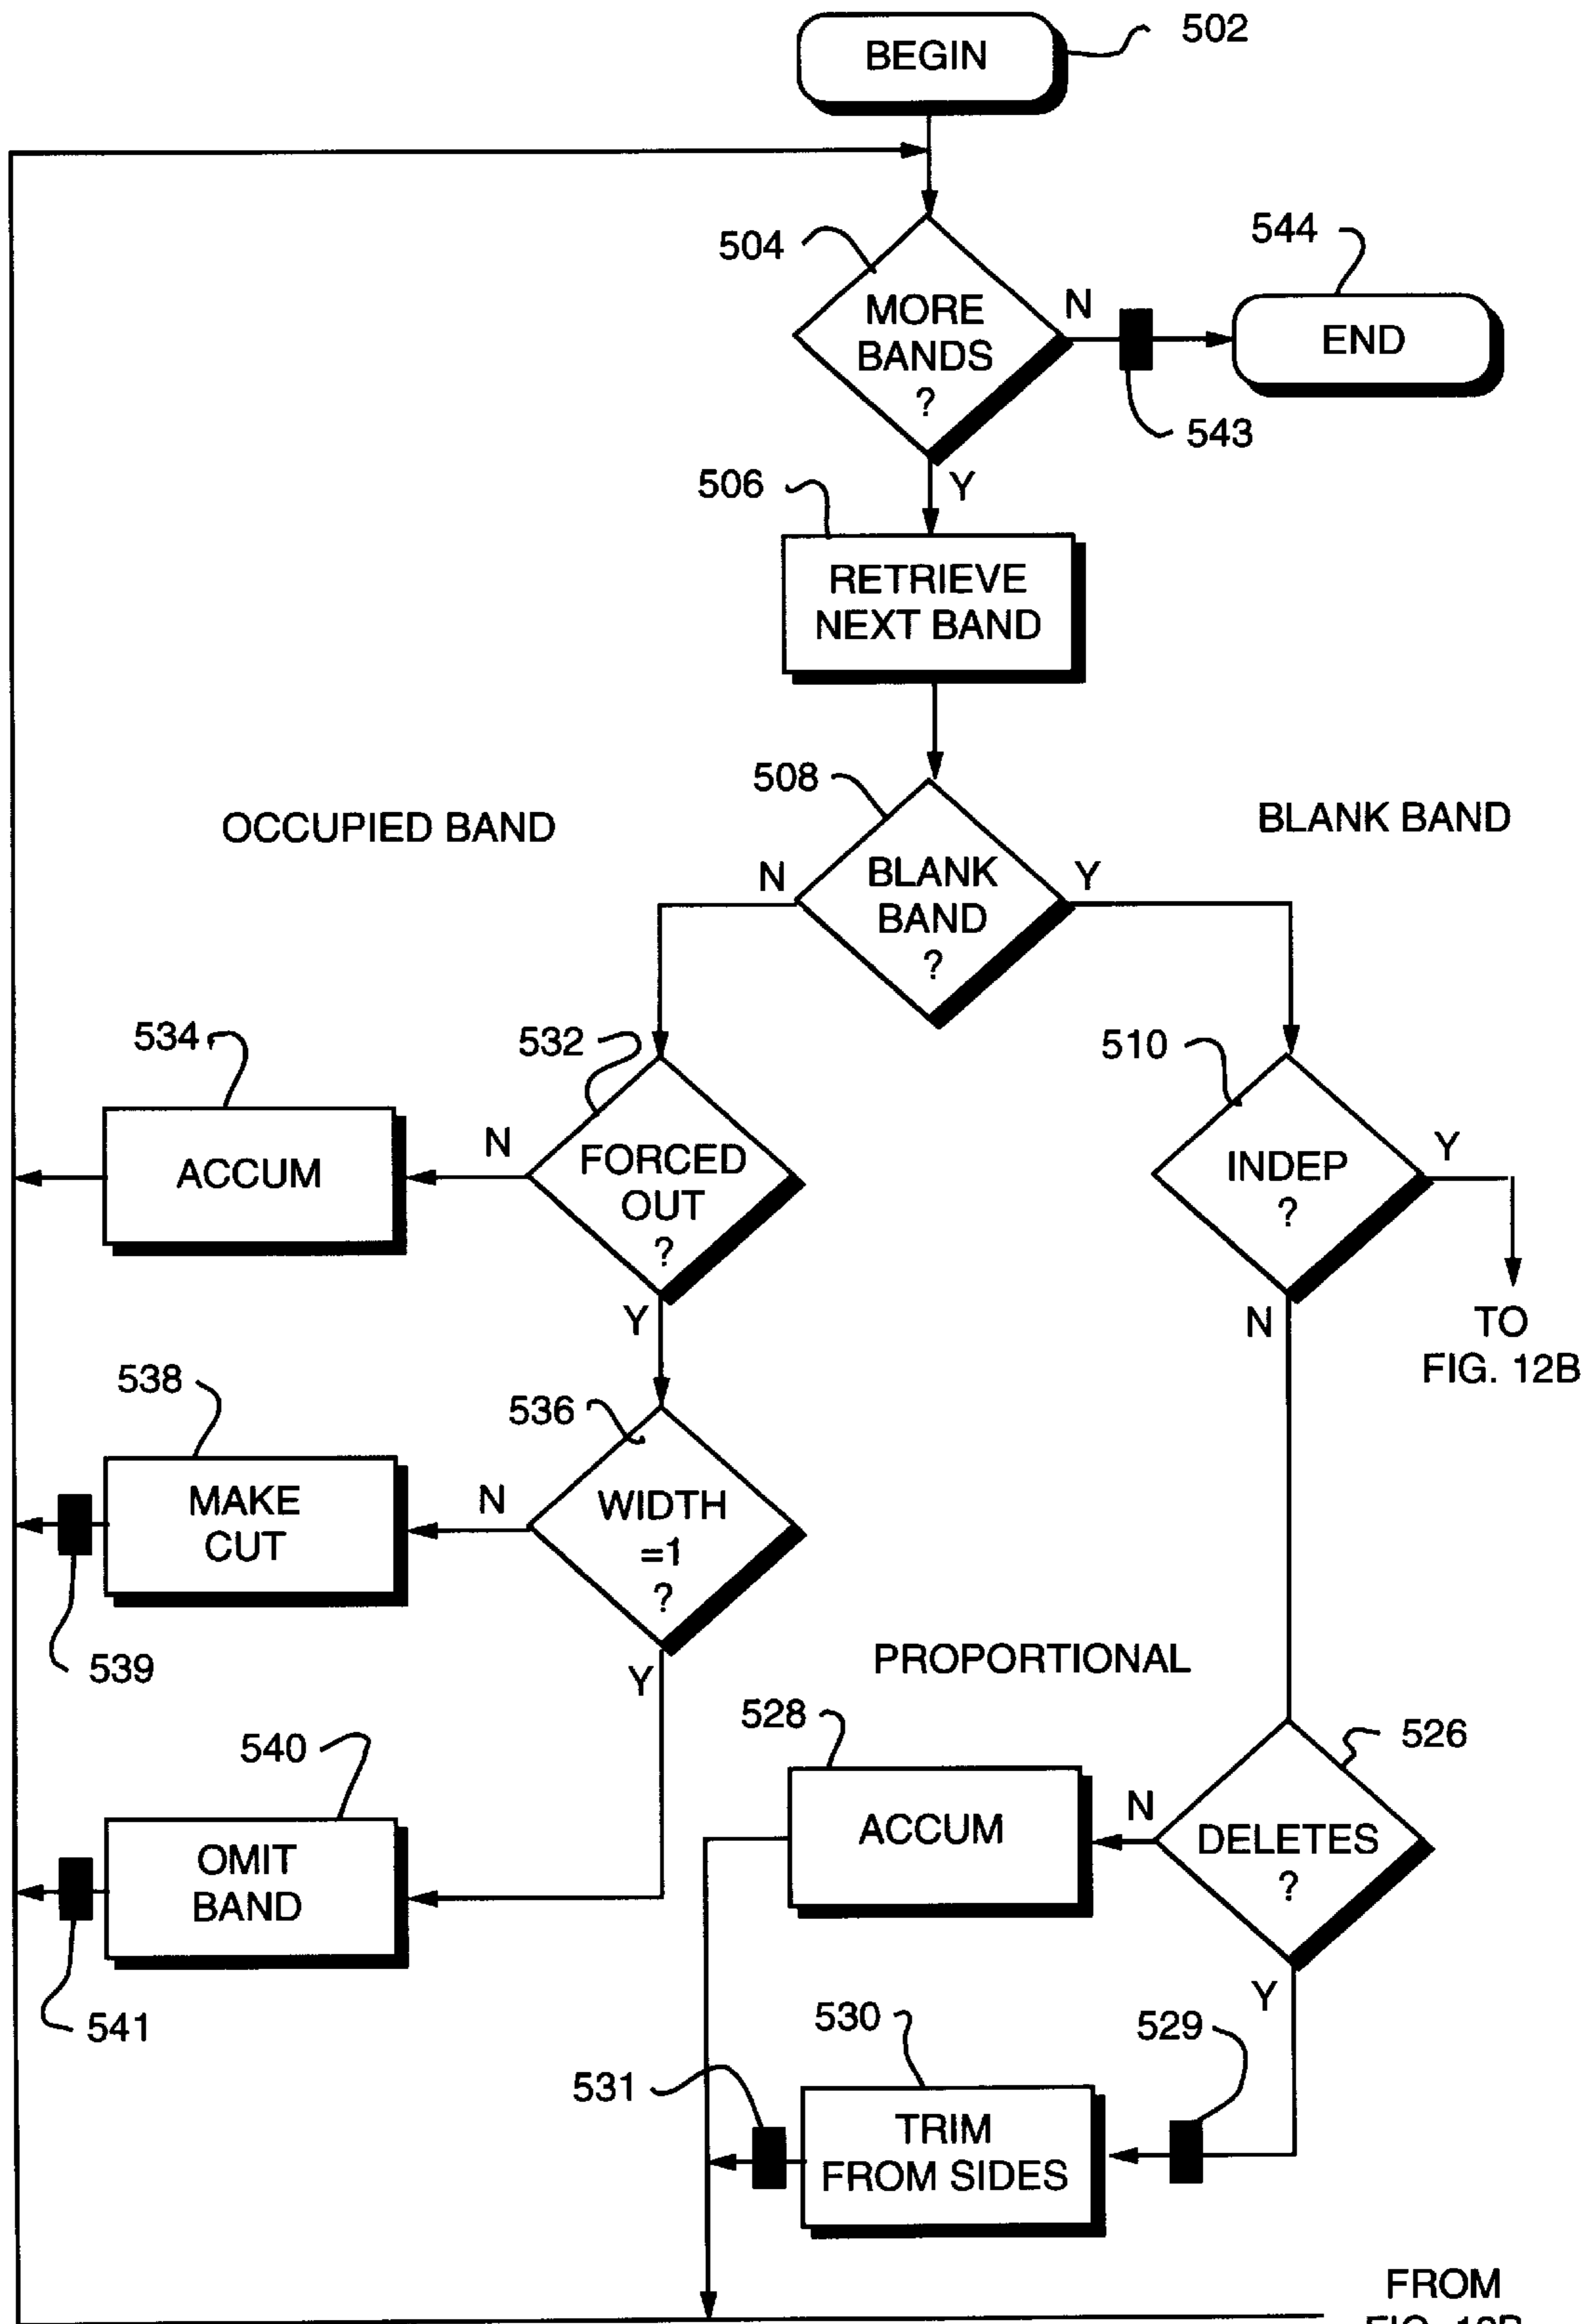 BEGIN
502
504
MORE
BANDS
?
N
544
END
543
Y
506
RETRIEVE
NEXT BAND
508
OCCUPIED BAND
BLANK BAND
N
BLANK
BAND
?
Y
534
532
510
ACCUM
N
FORCED
OUT
?
INDEP
?
Y
Y
N
TO
FIG. 12B
538
536
MAKE
CUT
N
WIDTH
=1
?
539
Y
PROPORTIONAL
528
526
540
ACCUM
N
DELETES
?
OMIT
BAND
541
Y
530
529
531
TRIM
FROM SIDES
FROM
FIG. 12B